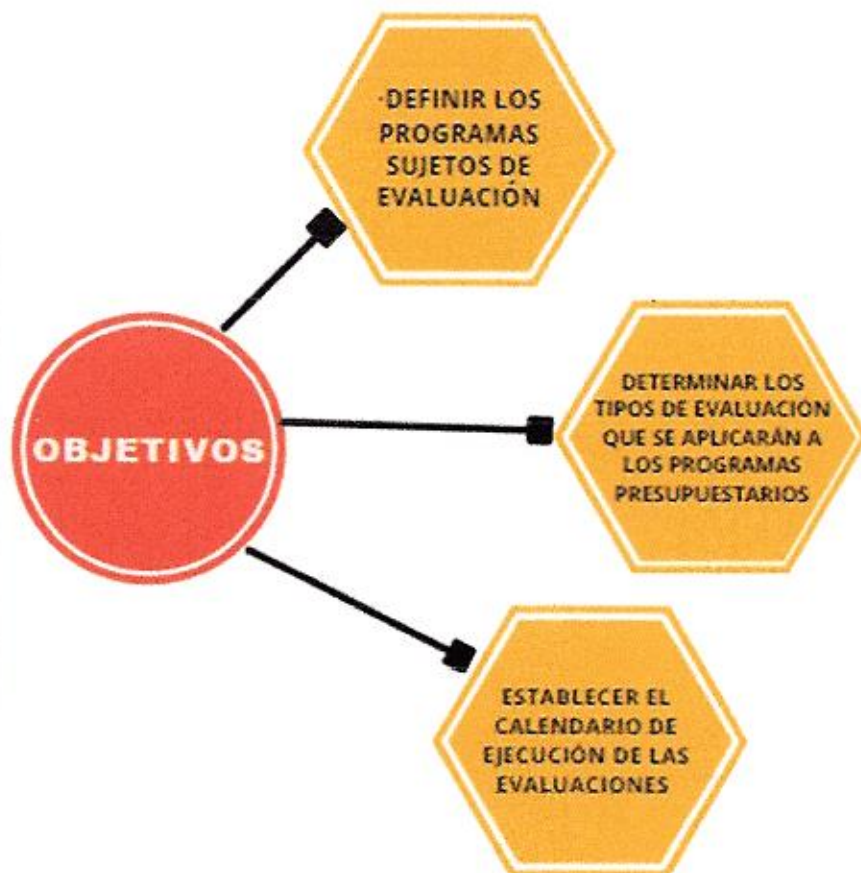 ·DEFINIR LOS
PROGRAMAS
SUJETOS DE
EVALUACIÓN
OBJETIVOS
DETERMINAR LOS
TIPOS DE EVALUACIÓN
QUE SE APLICARÁN A
LOS PROGRAMAS
PRESUPUESTARIOS
ESTABLECER EL
CALENDARIO DE
EJECUCIÓN DE LAS
EVALUACIONES